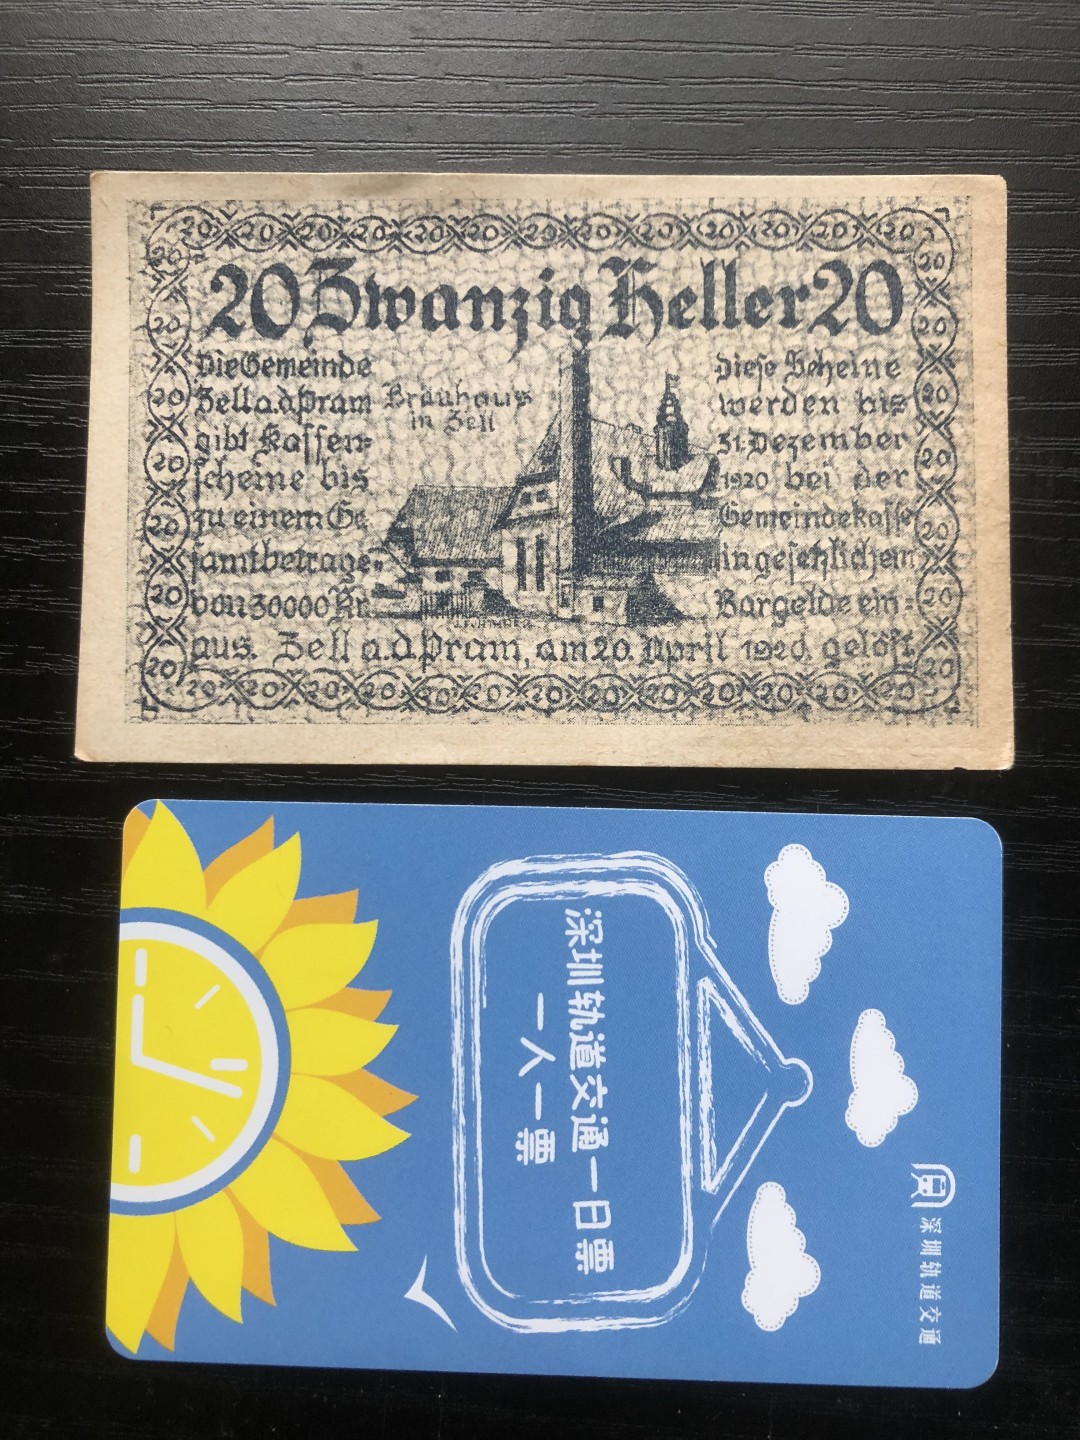 20 Zwanzig Heller 20
Die Gemeinde
Zell a.d Pram
gibt Kassen=
scheine bis
zu einem Ge
samtbetrage
von 30000 Kr
Brauhaus
in Zell
Diese Scheine
werden bis
31. Dezember
1920 bei der
Gemeindekasse
in gesetzlichem
Bargelde ein=
aus. Zell a.d Pram, am 20. April 1920. gelöst.
深圳轨道交通一日票
一人一票
深圳轨道交通